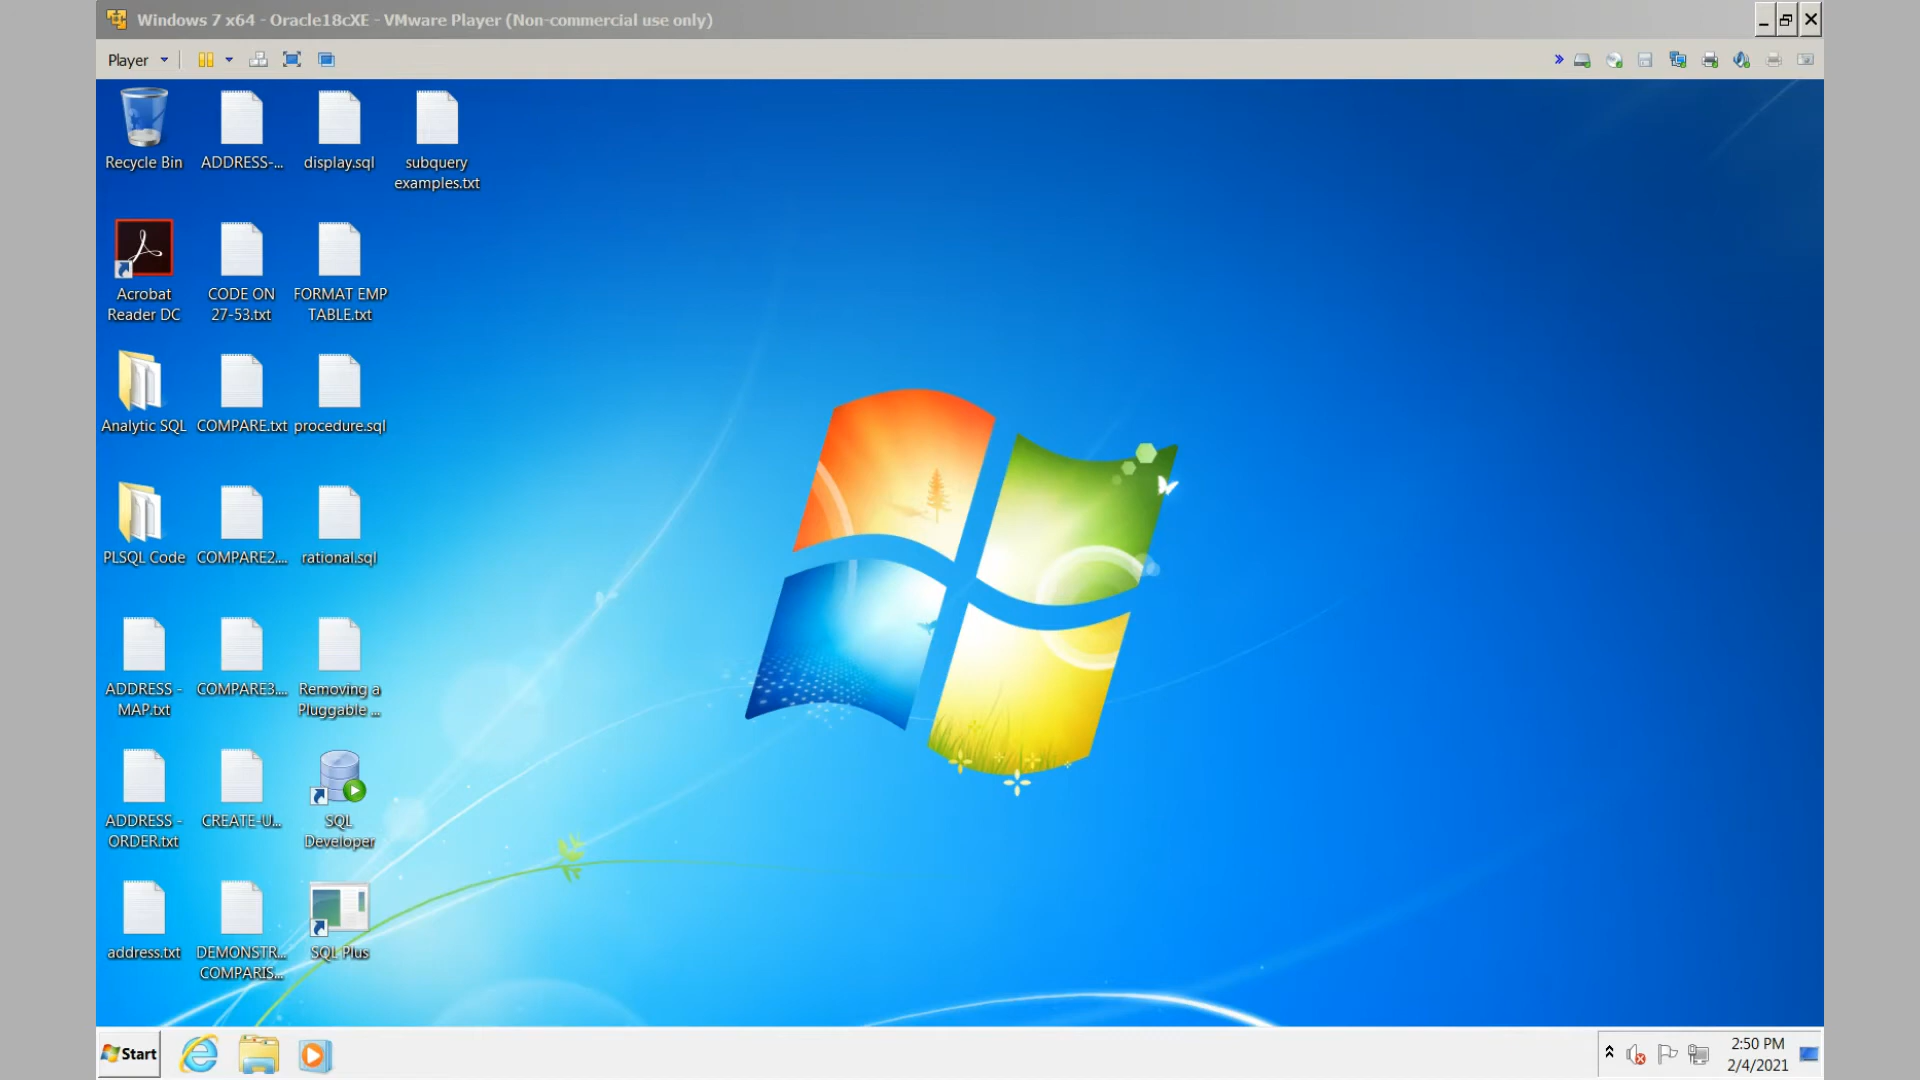 Windows 7 x64 - Oracle18cXE - VMware Player (Non-commercial use only)
Player
Recycle Bin
ADDRESS-...
display.sql
subquery
examples.txt
Acrobat
Reader DC
CODE ON
27-53.txt
FORMAT EMP
TABLE.txt
Analytic SQL
COMPARE.txt
procedure.sql
PLSQL Code
COMPARE2....
rational.sql
ADDRESS -
MAP.txt
COMPARE3....
Removing a
Pluggable ...
ADDRESS -
ORDER.txt
CREATE-U...
SQL
Developer
address.txt
DEMONSTR...
COMPARIS...
SQL Plus
Start
2:50 PM
2/4/2021